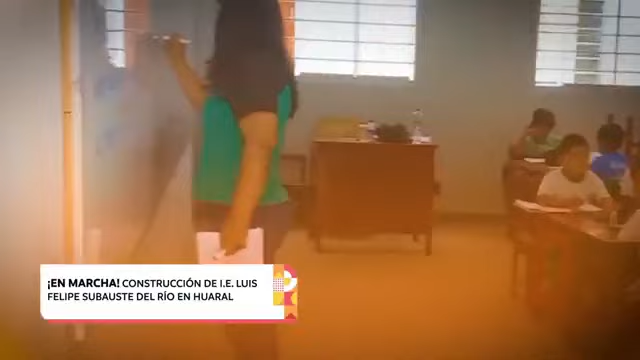 ¡EN MARCHA! CONSTRUCCIÓN DE I.E. LUIS
FELIPE SUBAUSTE DEL RÍO EN HUARAL